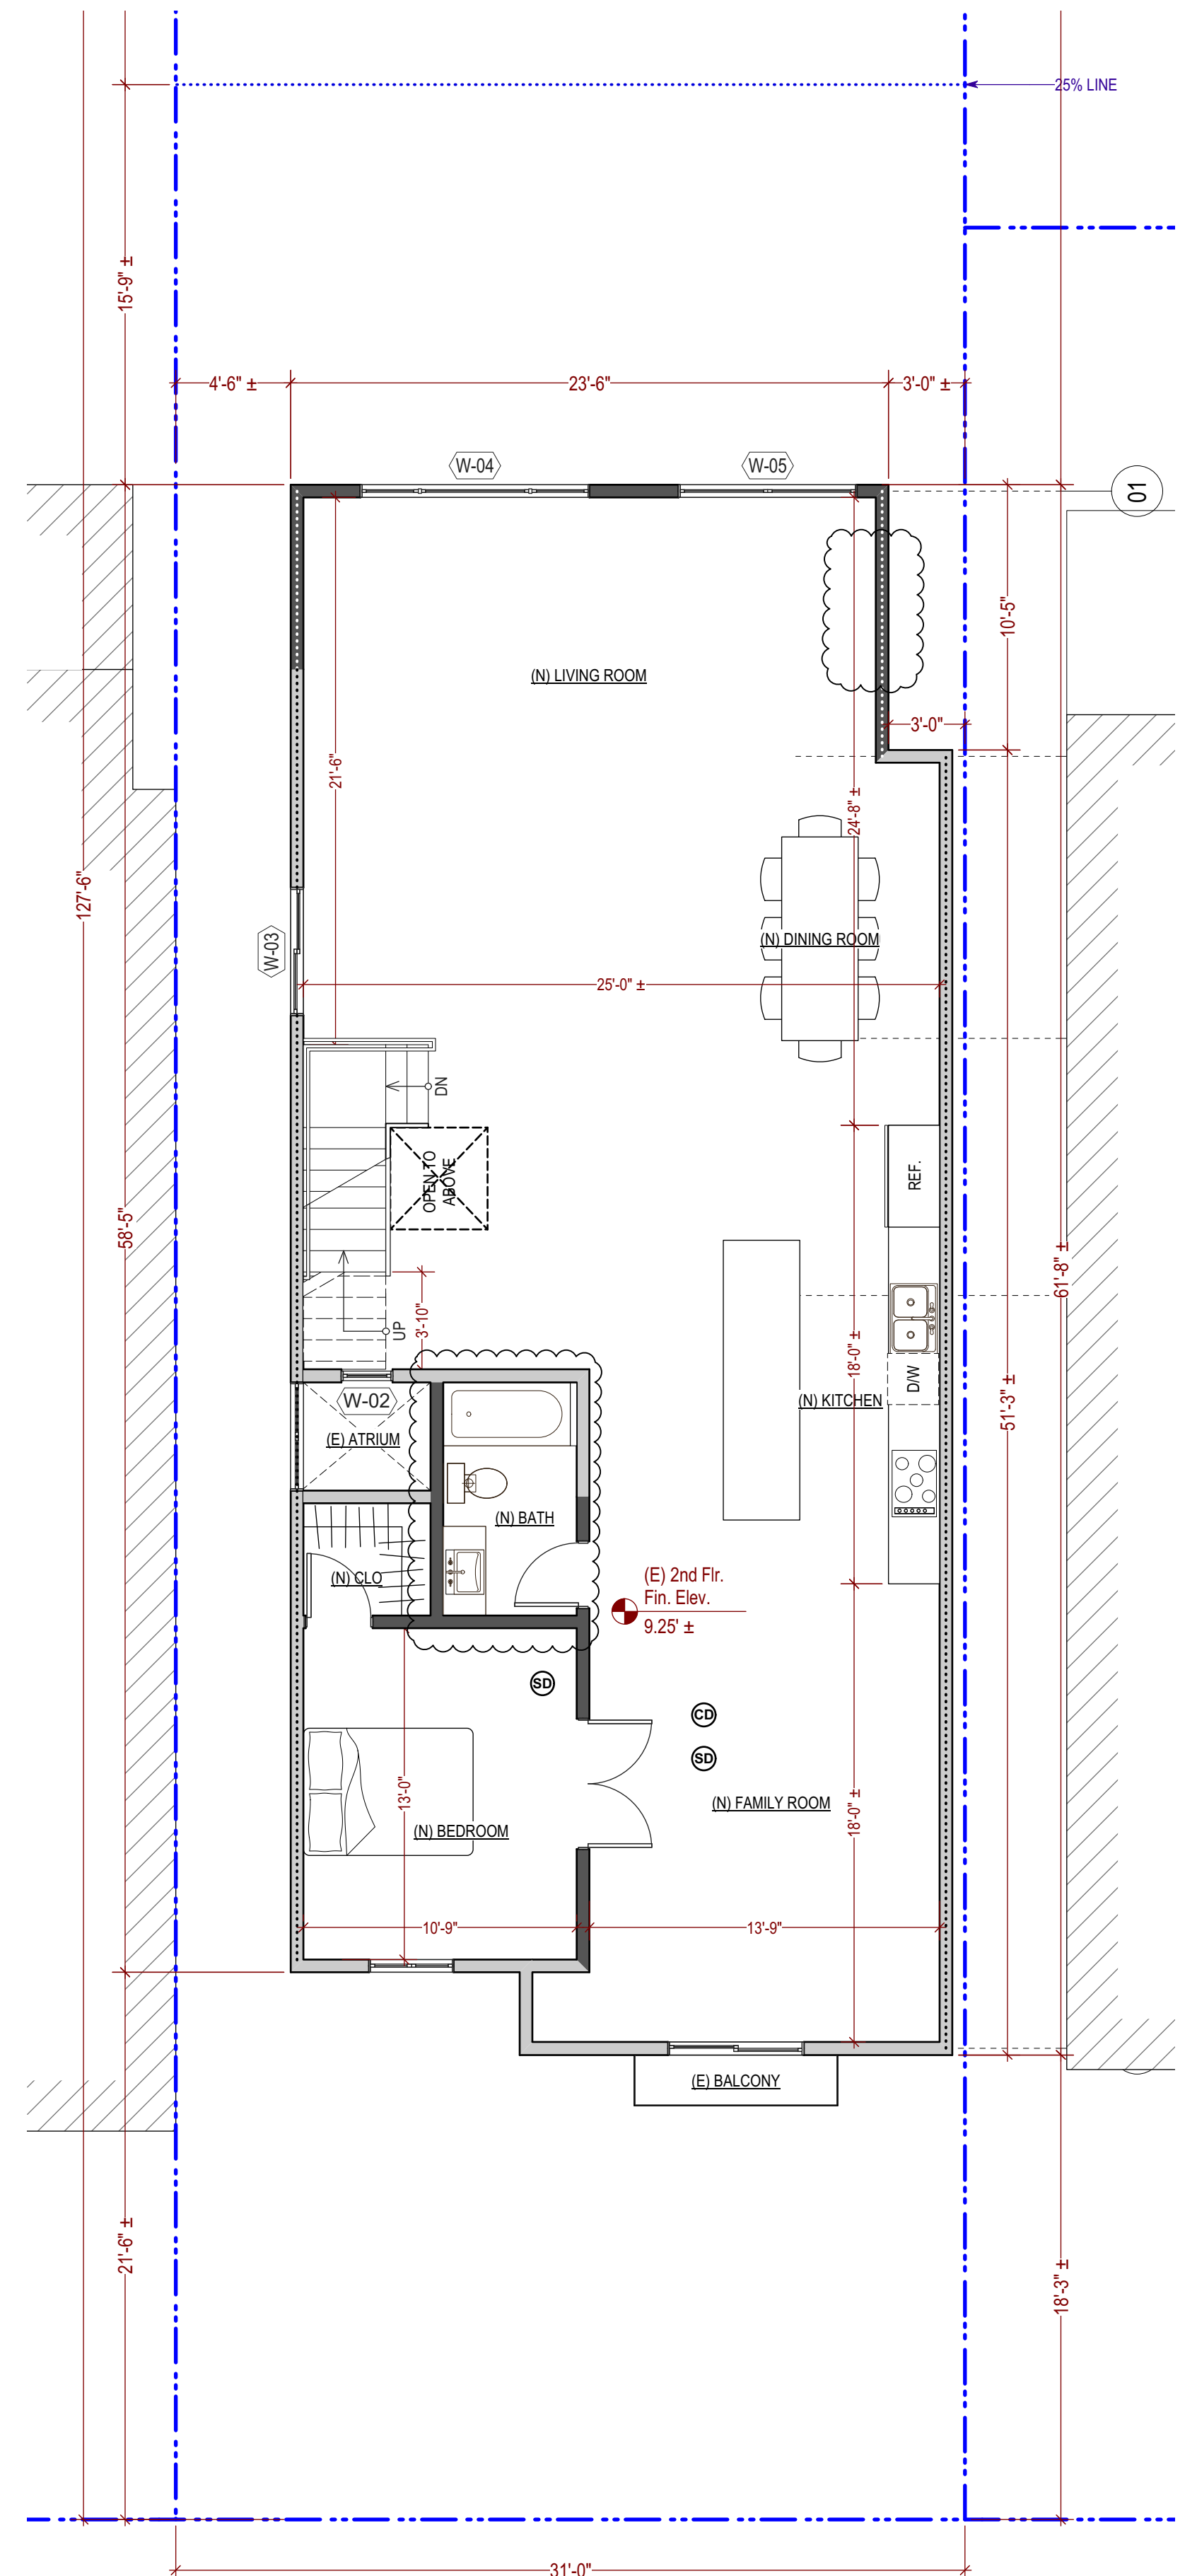 25% LINE
15'-9" ±
4'-6" ±
23'-6"
3'-0" ±
W-04
W-05
01
10'-5"
(N) LIVING ROOM
3'-0"
21'-6"
24'-8" ±
127'-6"
W-03
(N) DINING ROOM
25'-0" ±
DN
OPEN TO
ABOVE
REF.
58'-5"
61'-8" ±
UP
3'-10"
18'-0" ±
D/W
51'-3" ±
W-02
(N) KITCHEN
(E) ATRIUM
(N) BATH
(N) CLO
(E) 2nd Flr.
Fin. Elev.
9.25' ±
SD
CD
SD
13'-0"
(N) FAMILY ROOM
18'-0" ±
(N) BEDROOM
10'-9"
13'-9"
(E) BALCONY
21'-6" ±
18'-3" ±
31'-0"